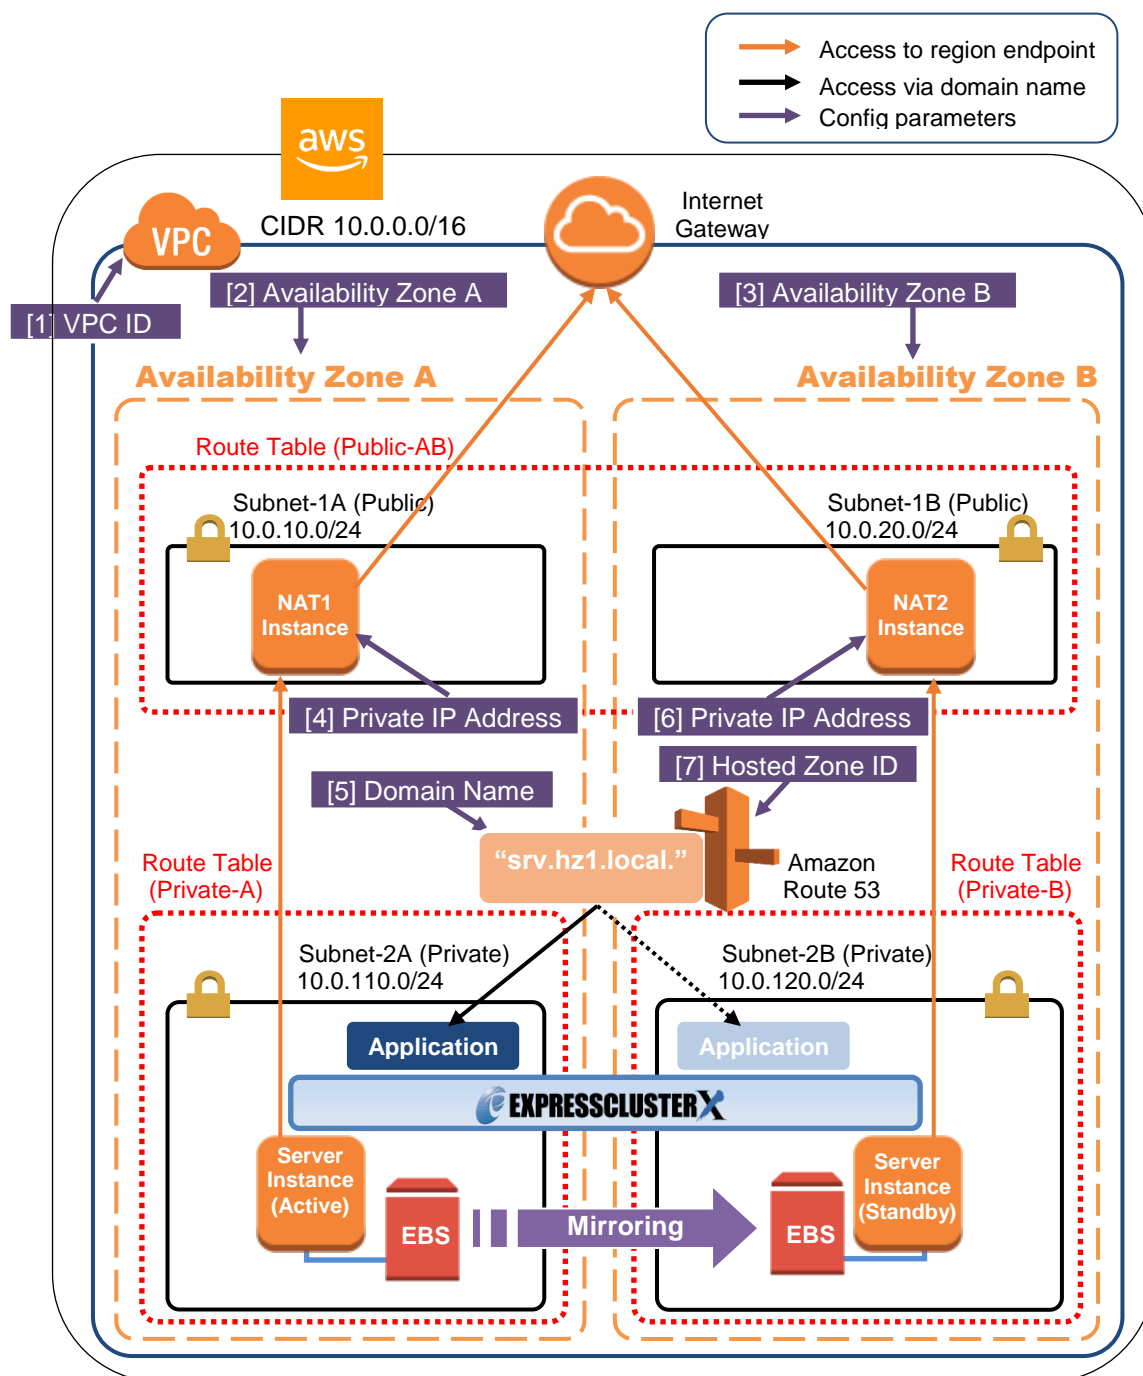 Access to region endpoint
Access via domain name
Config parameters
aws
Internet
Gateway
VPC
CIDR 10.0.0.0/16
[1] VPC ID
[2] Availability Zone A
[3] Availability Zone B
Availability Zone A
Availability Zone B
Route Table (Public-AB)
Subnet-1A (Public)
10.0.10.0/24
Subnet-1B (Public)
10.0.20.0/24
NAT1
Instance
NAT2
Instance
[4] Private IP Address
[6] Private IP Address
[7] Hosted Zone ID
[5] Domain Name
“srv.hz1.local.”
Amazon
Route 53
Route Table
(Private-A)
Route Table
(Private-B)
Subnet-2A (Private)
10.0.110.0/24
Subnet-2B (Private)
10.0.120.0/24
Application
Application
EXPRESSCLUSTER X
Server
Instance
(Active)
EBS
Mirroring
EBS
Server
Instance
(Standby)